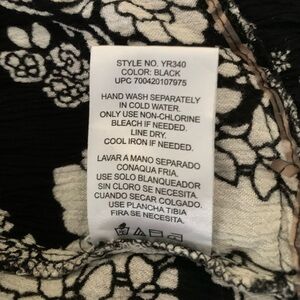 STYLE NO. YR340
COLOR: BLACK
UPC 700420107975
HAND WASH SEPARATELY
IN COLD WATER.
ONLY USE NON-CHLORINE
BLEACH IF NEEDED.
LINE DRY.
COOL IRON IF NEEDED.
LAVAR A MANO SEPARADO
CONAQUA FRIA.
USE SOLO BLANQUEADOR
SIN CLORO SE NECESITA.
CUANDO SECAR COLGADO.
USE PLANCHA TIBIA
FIRA SE NECESITA.